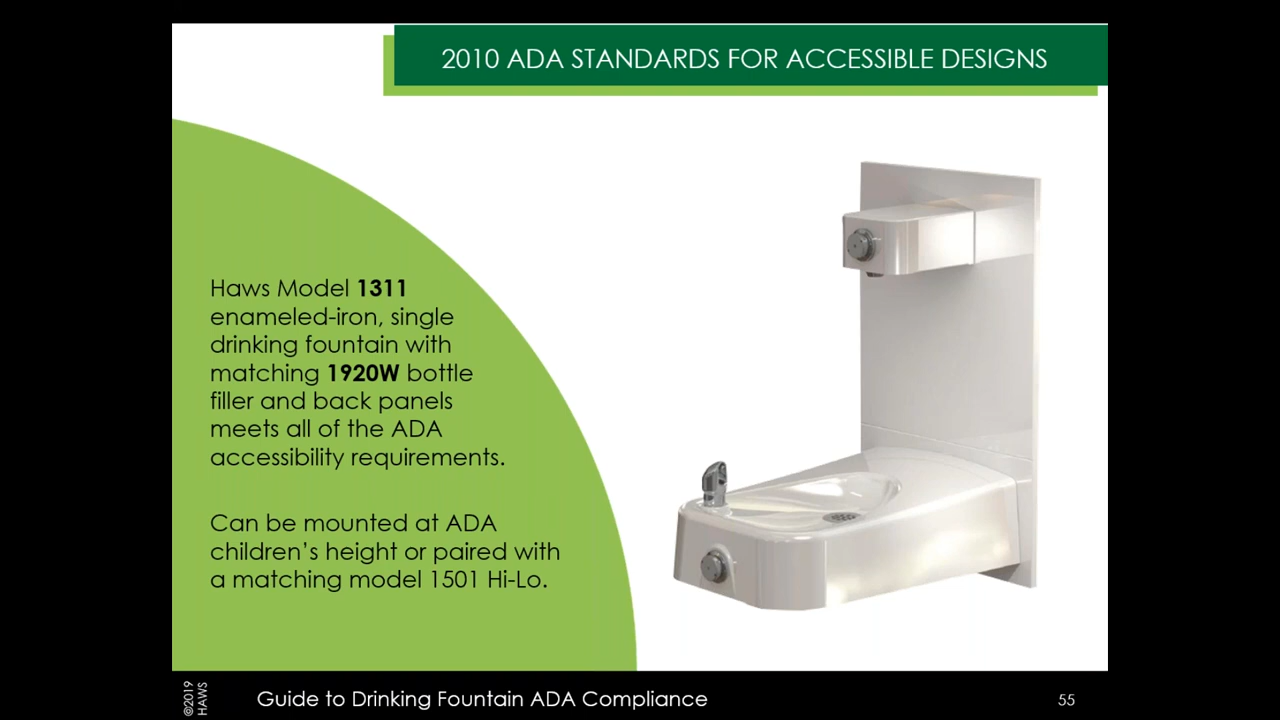 2010 ADA STANDARDS FOR ACCESSIBLE DESIGNS
Haws Model 1311
enameled-iron, single
drinking fountain with
matching 1920W bottle
filler and back panels
meets all of the ADA
accessibility requirements.
Can be mounted at ADA
children's height or paired with
a matching model 1501 Hi-Lo.
©2019
HAWS
Guide to Drinking Fountain ADA Compliance
55